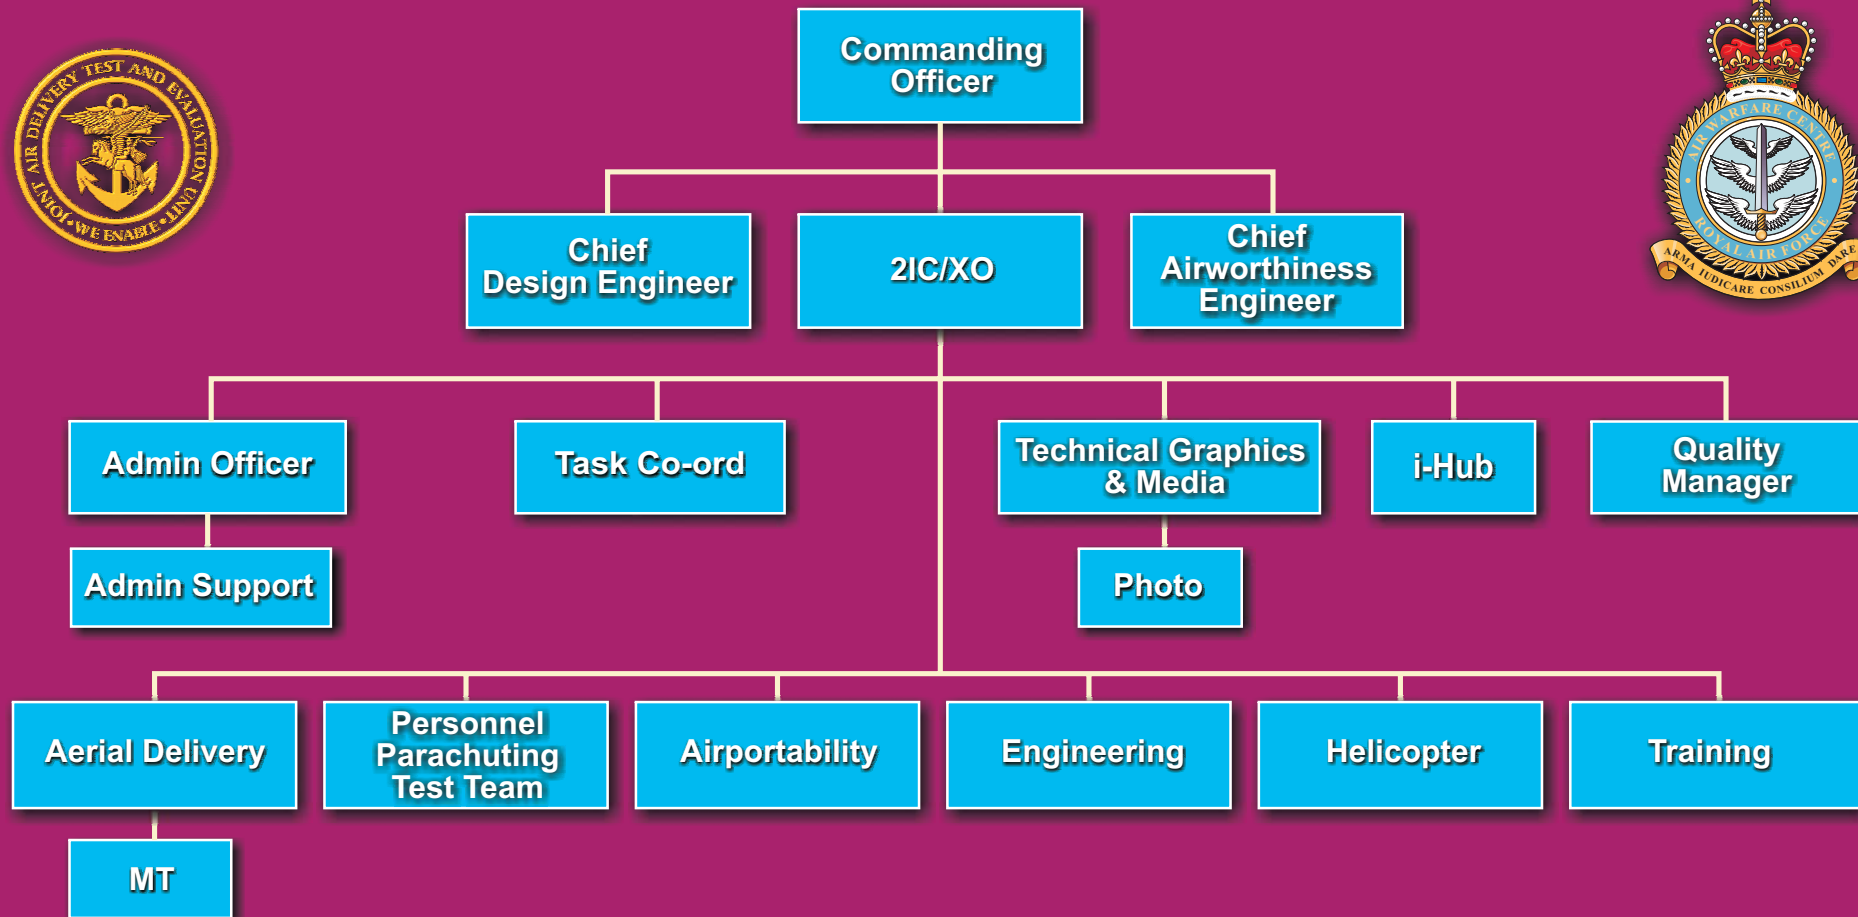 Commanding
Officer
JOINT AIR DELIVERY TEST AND EVALUATION UNIT
• WE ENABLE •
AIR WARFARE CENTRE
ROYAL AIR FORCE
ARMA IUDICARE CONSILIUM DARE
Chief
Design Engineer
2IC/XO
Chief
Airworthiness
Engineer
Admin Officer
Task Co-ord
Technical Graphics
& Media
i-Hub
Quality
Manager
Admin Support
Photo
Aerial Delivery
Personnel
Parachuting
Test Team
Airportability
Engineering
Helicopter
Training
MT